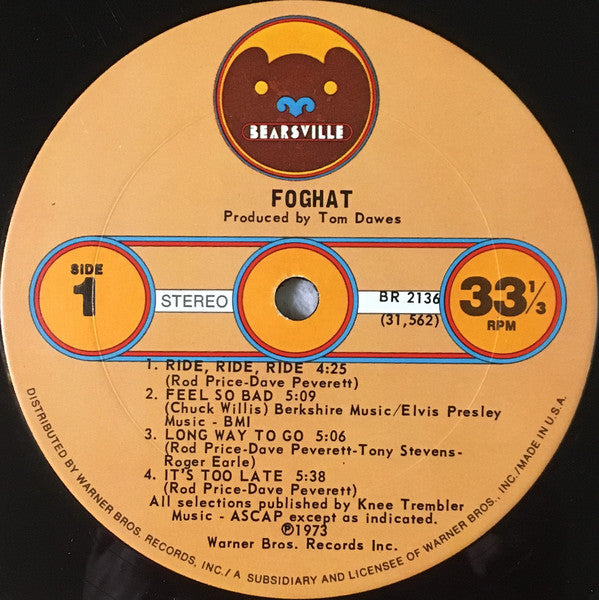 BEARSVILLE
FOGHAT
Produced by Tom Dawes
SIDE
1
STEREO
BR 2136
(31,562)
33 1/3
RPM
1. RIDE, RIDE, RIDE 4:25
(Rod Price-Dave Peverett)
2. FEEL SO BAD 5:09
(Chuck Willis) Berkshire Music/Elvis Presley
Music - BMI
3. LONG WAY TO GO 5:06
(Rod Price-Dave Peverett-Tony Stevens-
Roger Earle)
4. IT'S TOO LATE 5:38
(Rod Price-Dave Peverett)
All selections published by Knee Trembler
Music - ASCAP except as indicated.
℗1973
Warner Bros. Records Inc.
DISTRIBUTED BY WARNER BROS. RECORDS, INC./A SUBSIDIARY AND LICENSEE OF WARNER BROS., INC./MADE IN U.S.A.